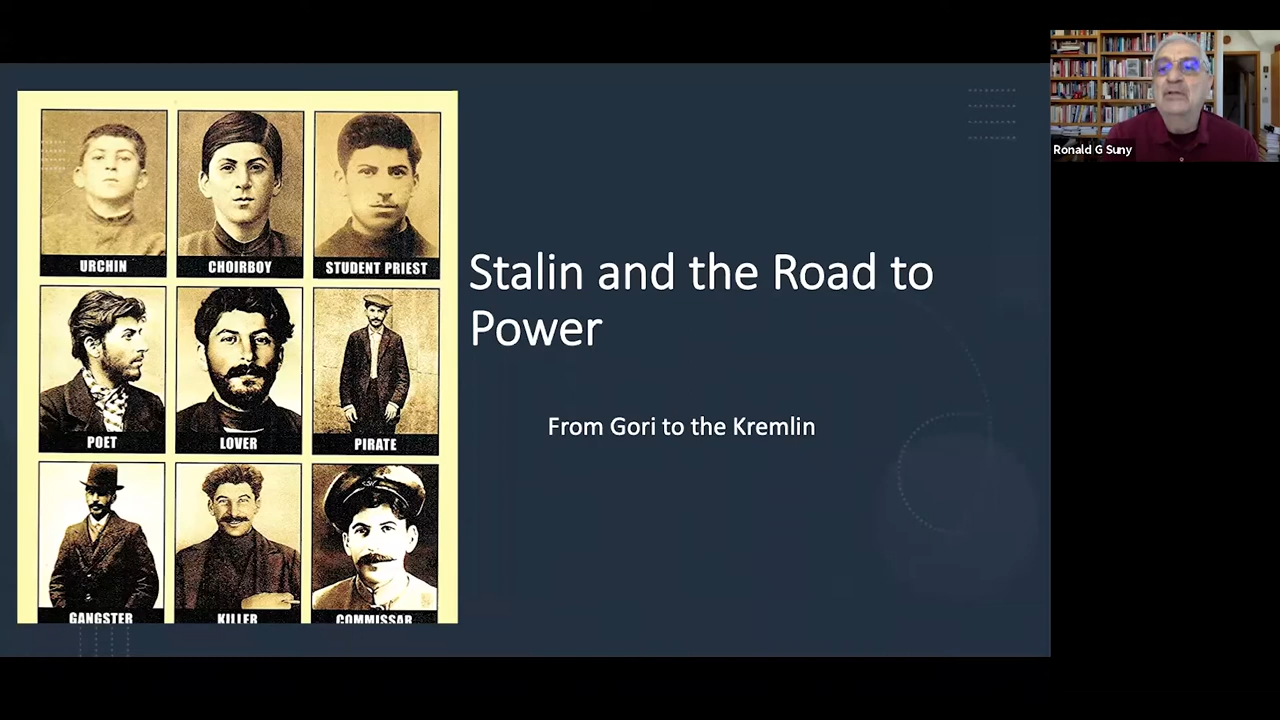 URCHIN
CHOIRBOY
STUDENT PRIEST
POET
LOVER
PIRATE
GANGSTER
KILLER
COMMISSAR
Stalin and the Road to
Power
From Gori to the Kremlin
Ronald G Suny